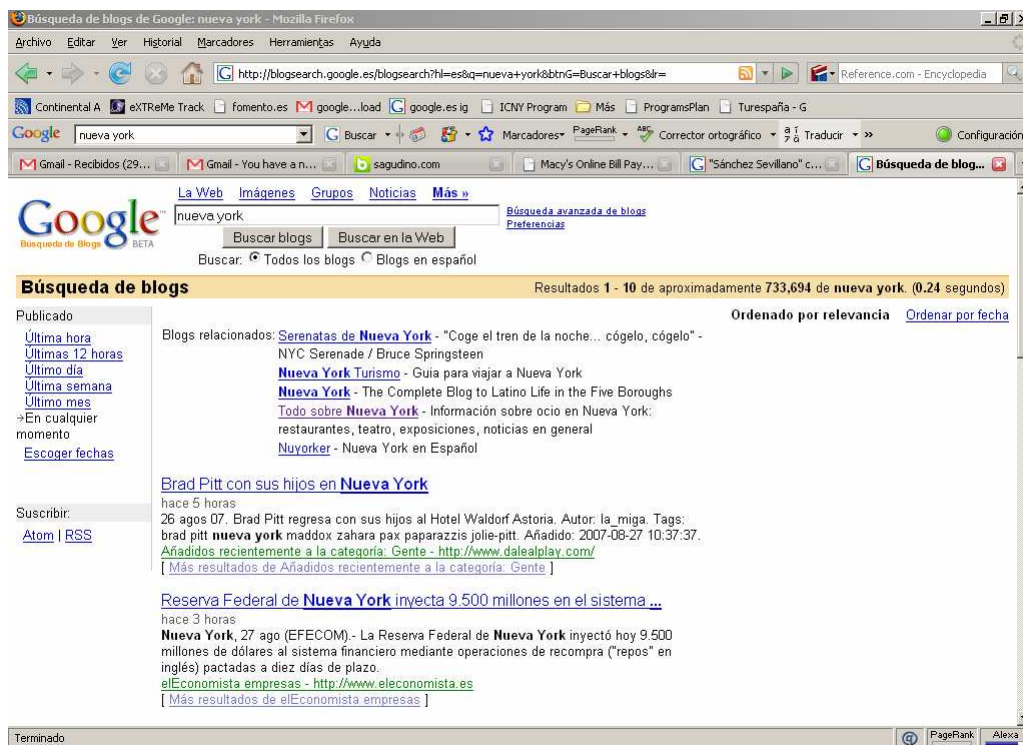 Búsqueda de blogs de Google: nueva york - Mozilla Firefox
Archivo Editar Ver Historial Marcadores Herramientas Ayuda
http://blogsearch.google.es/blogsearch?hl=es&q=nueva+york&btnG=Buscar+blogs&lr= Reference.com - Encyclopedia
Continental A eXTReMe Track fomento.es google...load google.es ig ICNY Program Más ProgramsPlan Turespaña - G
Google nueva york Buscar Marcadores PageRank Corrector ortográfico Traducir » Configuración
Gmail - Recibidos (29... Gmail - You have a n... sagudino.com Macy's Online Bill Pay... "Sánchez Sevillano" c... Búsqueda de blog...
La Web Imágenes Grupos Noticias Más »
Google Búsqueda de Blogs BETA
nueva york Búsqueda avanzada de blogs
Preferencias
Buscar blogs Buscar en la Web
Buscar: Todos los blogs Blogs en español
Búsqueda de blogs Resultados 1 - 10 de aproximadamente 733,694 de nueva york. (0.24 segundos)
Ordenado por relevancia Ordenar por fecha
Publicado
Última hora
Últimas 12 horas
Último día
Última semana
Último mes
→En cualquier
momento
Escoger fechas
Suscribir:
Atom | RSS
Blogs relacionados: Serenatas de Nueva York - "Coge el tren de la noche... cógelo, cógelo" -
NYC Serenade / Bruce Springsteen
Nueva York Turismo - Guia para viajar a Nueva York
Nueva York - The Complete Blog to Latino Life in the Five Boroughs
Todo sobre Nueva York - Información sobre ocio en Nueva York:
restaurantes, teatro, exposiciones, noticias en general
Nuyorker - Nueva York en Español
Brad Pitt con sus hijos en Nueva York
hace 5 horas
26 agos 07. Brad Pitt regresa con sus hijos al Hotel Waldorf Astoria. Autor: la_miga. Tags:
brad pitt nueva york maddox zahara pax paparazzis jolie-pitt. Añadido: 2007-08-27 10:37:37.
Añadidos recientemente a la categoría: Gente - http://www.dalealplay.com/
[ Más resultados de Añadidos recientemente a la categoría: Gente ]
Reserva Federal de Nueva York inyecta 9.500 millones en el sistema ...
hace 3 horas
Nueva York, 27 ago (EFECOM).- La Reserva Federal de Nueva York inyectó hoy 9.500
millones de dólares al sistema financiero mediante operaciones de recompra ("repos" en
inglés) pactadas a diez días de plazo.
elEconomista empresas - http://www.eleconomista.es
[ Más resultados de elEconomista empresas ]
Terminado PageRank Alexa